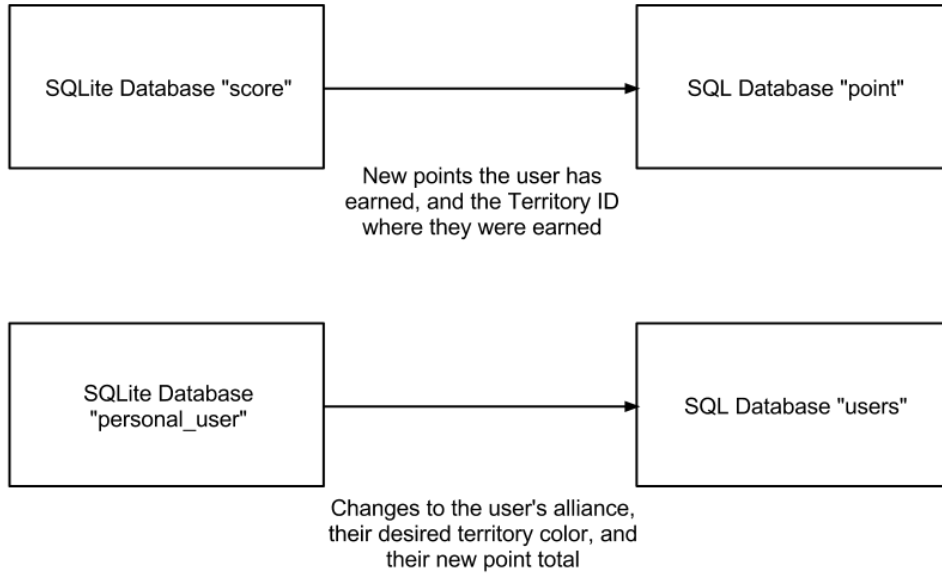 SQLite Database "score"
SQL Database "point"
New points the user has
earned, and the Territory ID
where they were earned
SQLite Database
"personal_user"
SQL Database "users"
Changes to the user's alliance,
their desired territory color, and
their new point total